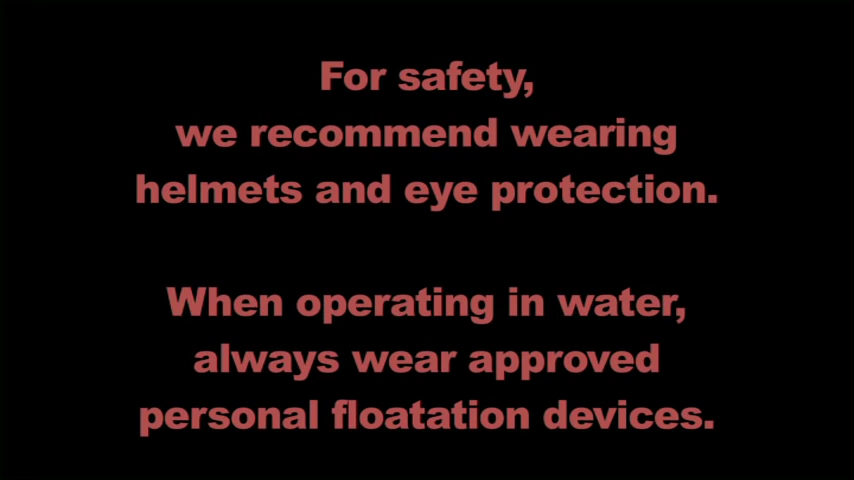 For safety,
we recommend wearing
helmets and eye protection.
When operating in water,
always wear approved
personal floatation devices.